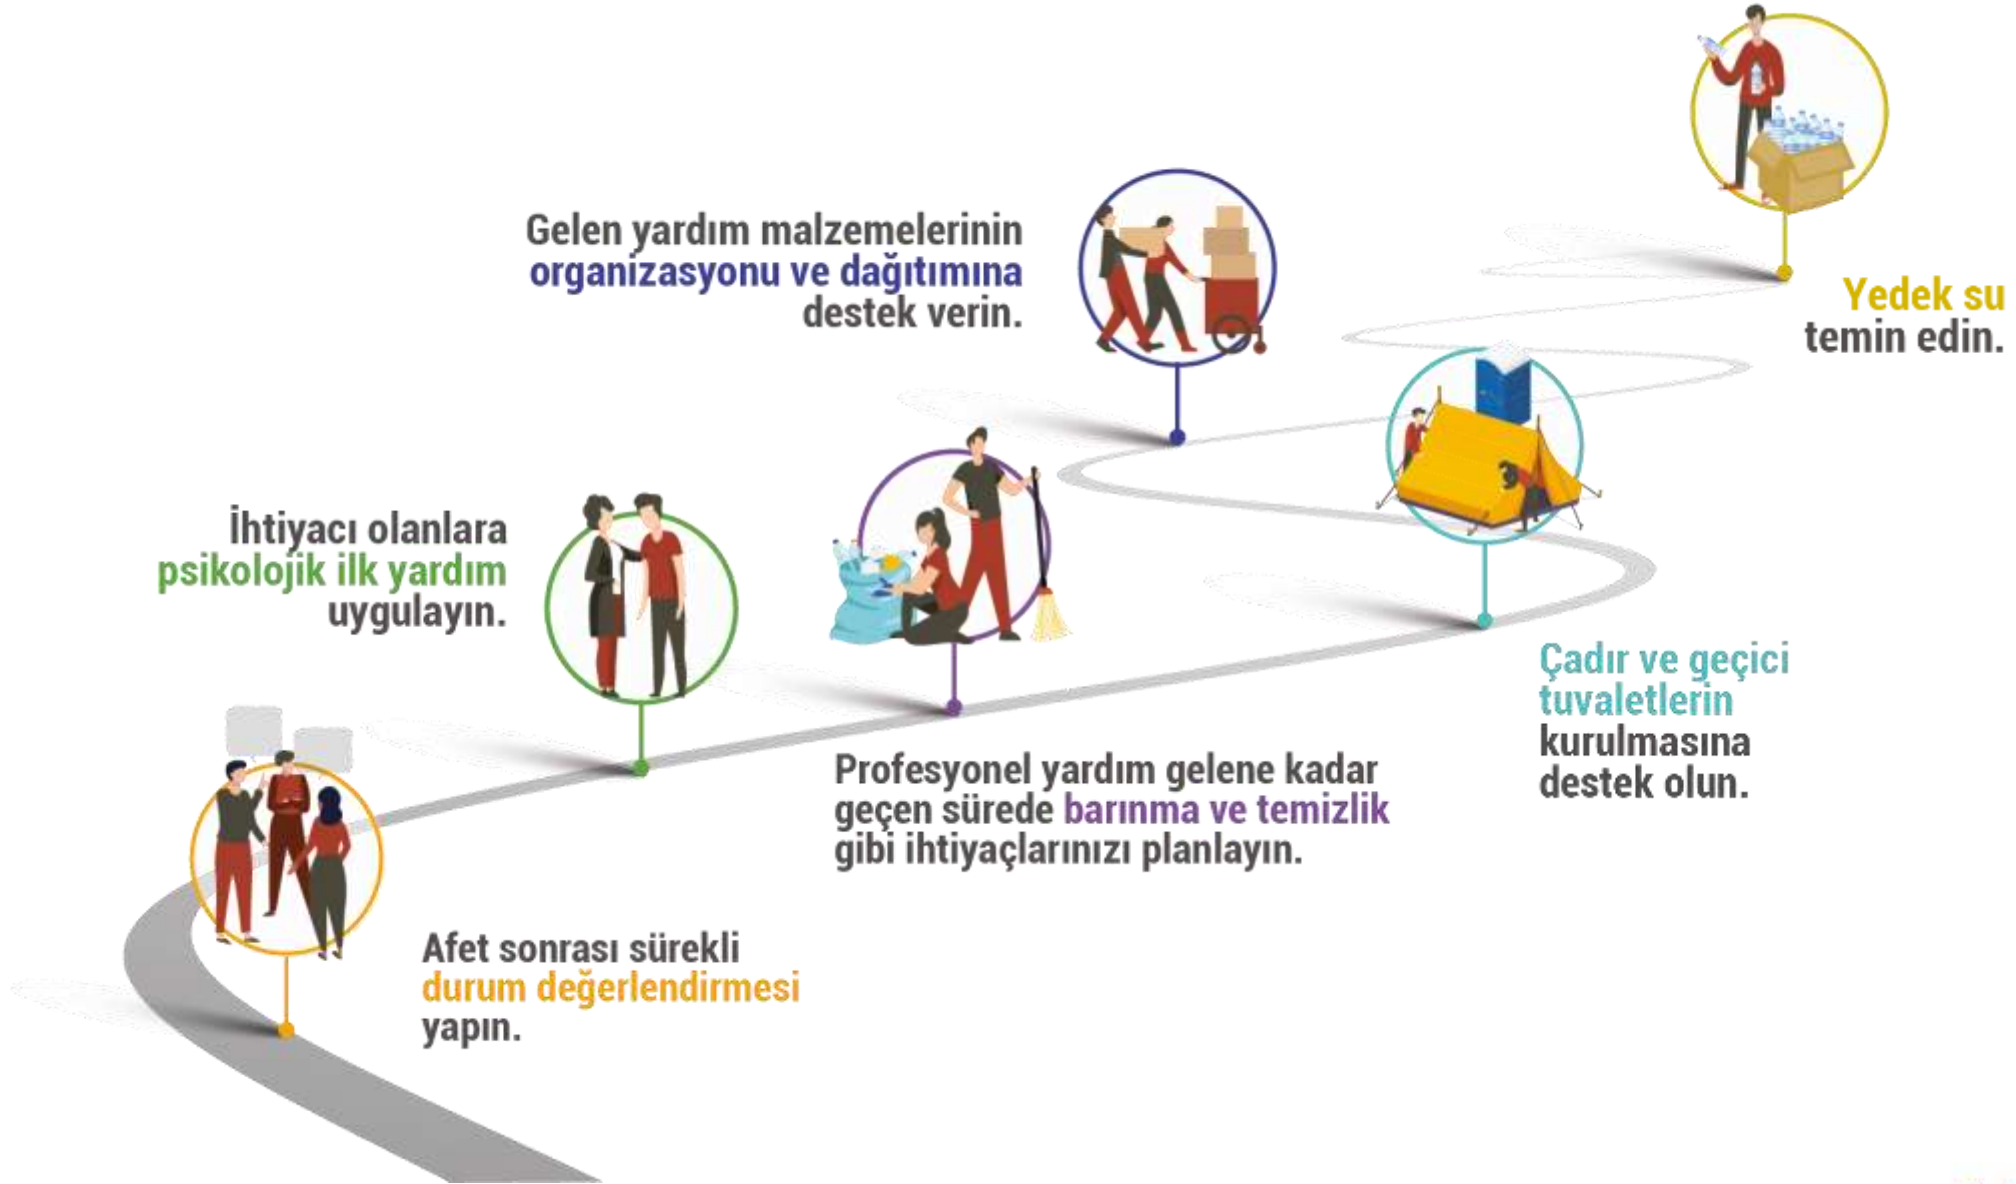 Gelen yardım malzemelerinin
organizasyonu ve dağıtımına
destek verin.
Yedek su
temin edin.
İhtiyacı olanlara
psikolojik ilk yardım
uygulayın.
Çadır ve geçici
tuvaletlerin
kurulmasına
destek olun.
Profesyonel yardım gelene kadar
geçen sürede barınma ve temizlik
gibi ihtiyaçlarınızı planlayın.
Afet sonrası sürekli
durum değerlendirmesi
yapın.